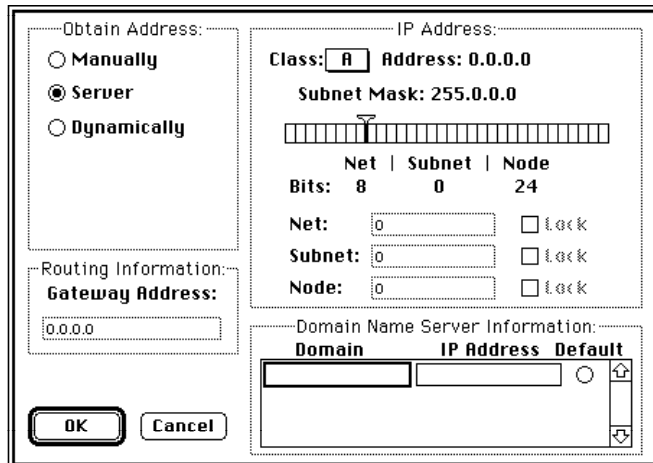 Obtain Address:
Manually
Server
Dynamically
Routing Information:
Gateway Address:
0.0.0.0
OK
Cancel
IP Address:
Class: A Address: 0.0.0.0
Subnet Mask: 255.0.0.0
Net | Subnet | Node
Bits: 8 0 24
Net: 0 Lock
Subnet: 0 Lock
Node: 0 Lock
Domain Name Server Information:
Domain IP Address Default